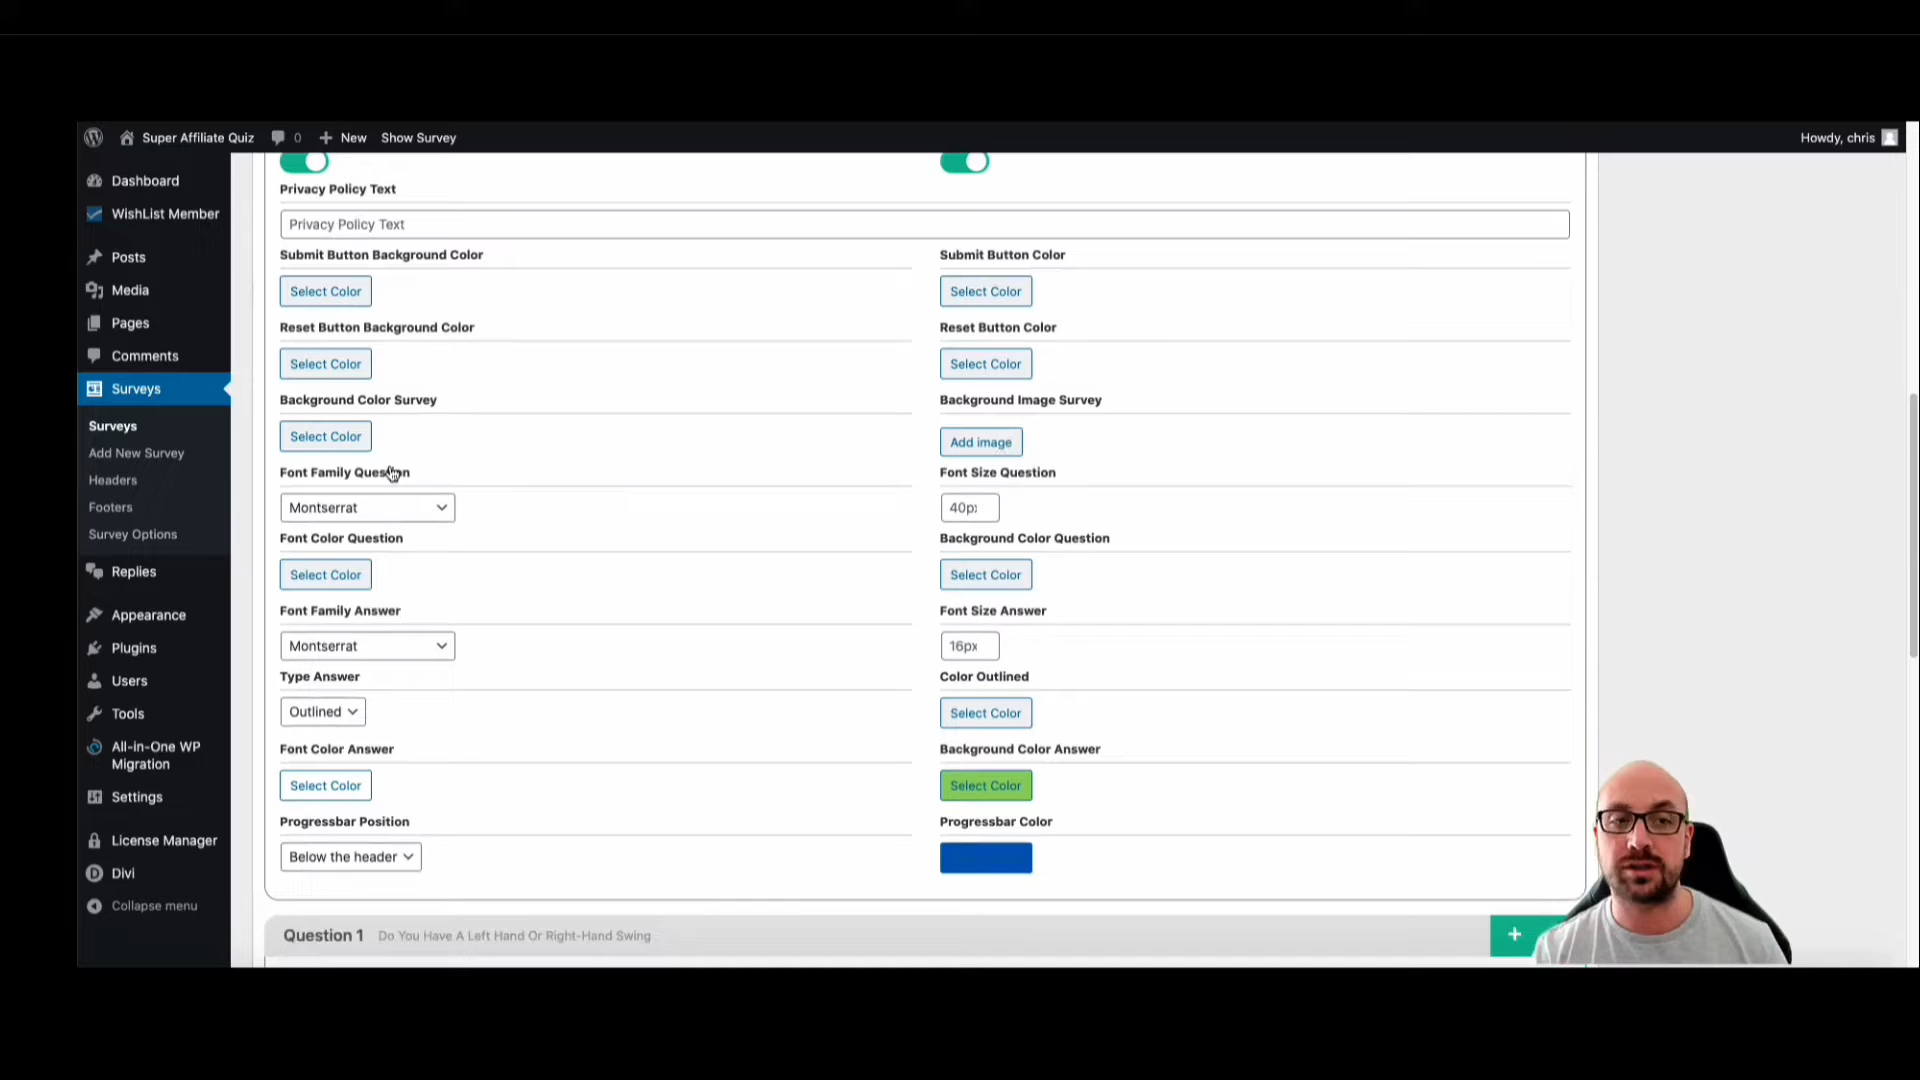 Super Affiliate Quiz 0 New Show Survey Howdy, chris
Dashboard
WishList Member
Posts
Media
Pages
Comments
Surveys
Surveys
Add New Survey
Headers
Footers
Survey Options
Replies
Appearance
Plugins
Users
Tools
All-in-One WP
Migration
Settings
License Manager
Divi
Collapse menu
Privacy Policy Text
Privacy Policy Text
Submit Button Background Color
Submit Button Color
Select Color
Select Color
Reset Button Background Color
Reset Button Color
Select Color
Select Color
Background Color Survey
Background Image Survey
Select Color
Add image
Font Family Question
Font Size Question
Montserrat
40px
Font Color Question
Background Color Question
Select Color
Select Color
Font Family Answer
Font Size Answer
Montserrat
16px
Type Answer
Color Outlined
Outlined
Select Color
Font Color Answer
Background Color Answer
Select Color
Select Color
Progressbar Position
Progressbar Color
Below the header
Question 1 Do You Have A Left Hand Or Right-Hand Swing
+